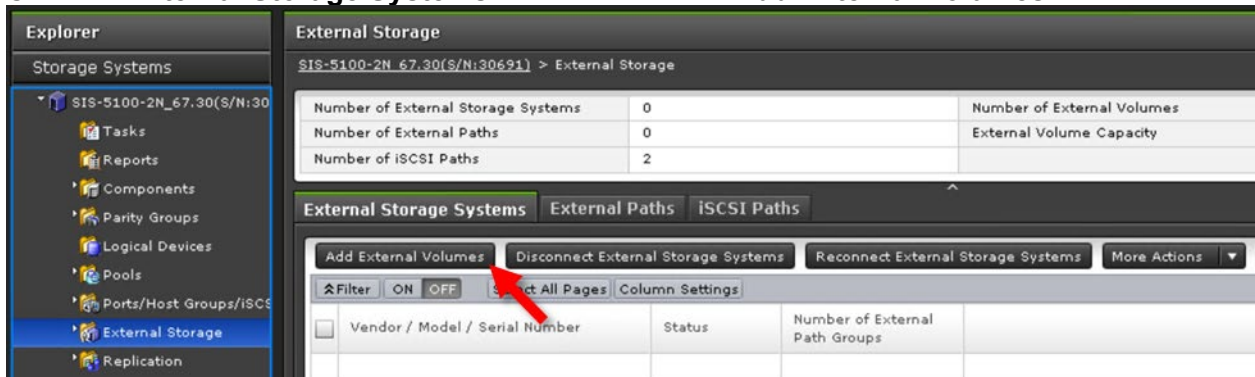 Explorer
Storage Systems
SIS-5100-2N_67.30(S/N:30
Tasks
Reports
Components
Parity Groups
Logical Devices
Pools
Ports/Host Groups/iSCS
External Storage
Replication
External Storage
SIS-5100-2N_67.30(S/N:30691) > External Storage
Number of External Storage Systems 0 Number of External Volumes
Number of External Paths 0 External Volume Capacity
Number of iSCSI Paths 2
External Storage Systems External Paths iSCSI Paths
Add External Volumes Disconnect External Storage Systems Reconnect External Storage Systems More Actions
Filter ON OFF All Pages Column Settings
Vendor / Model / Serial Number Status Number of External
Path Groups